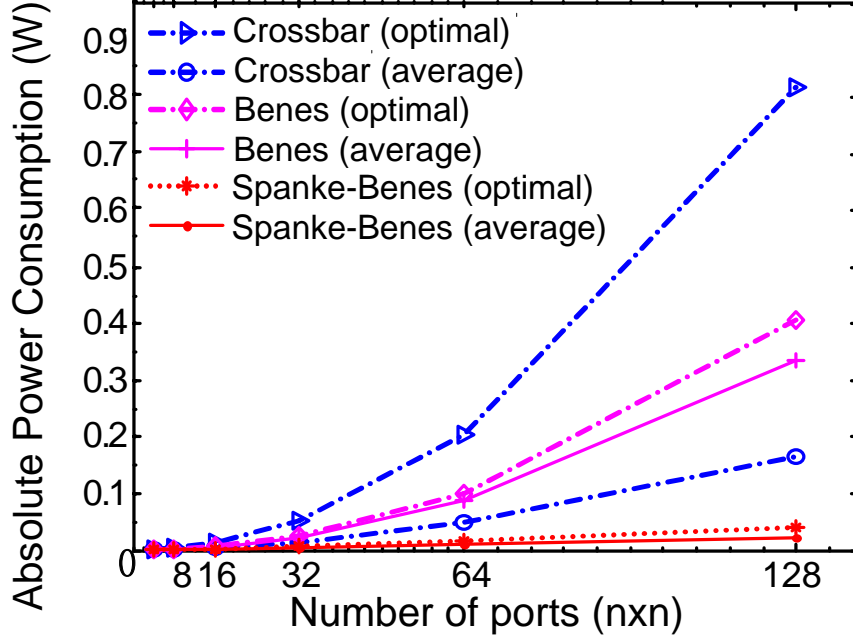 Absolute Power Consumption (W)
0.9
0.8
0.7
0.6
0.5
0.4
0.3
0.2
0.1
0
Crossbar (optimal)
Crossbar (average)
Benes (optimal)
Benes (average)
Spanke-Benes (optimal)
Spanke-Benes (average)
0 8 16 32 64 128
Number of ports (nxn)